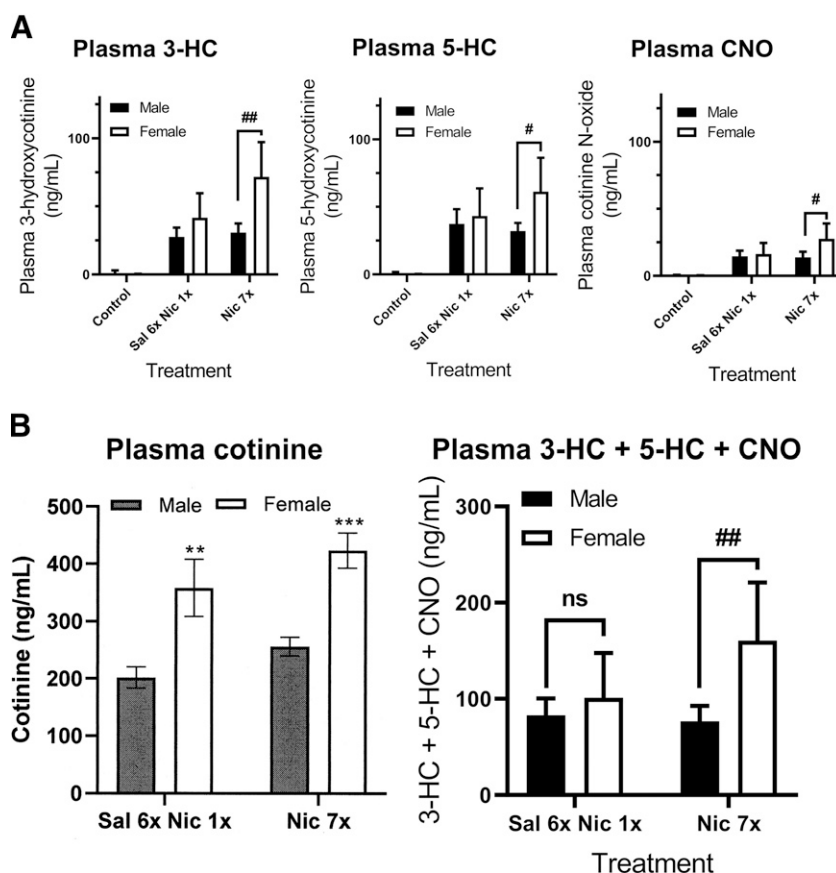 A
Plasma 3-HC
Plasma 3-hydroxycotinine
(ng/mL)
100
50
0
Male
Female
##
Control
Sal 6x Nic 1x
Nic 7x
Treatment
Plasma 5-HC
Plasma 5-hydroxycotinine
(ng/mL)
100
50
0
Male
Female
#
Control
Sal 6x Nic 1x
Nic 7x
Treatment
Plasma CNO
Plasma cotinine N-oxide
(ng/mL)
100
50
0
Male
Female
#
Control
Sal 6x Nic 1x
Nic 7x
Treatment
B
Plasma cotinine
Cotinine (ng/mL)
500
400
300
200
100
0
Male
Female
**
***
Sal 6x Nic 1x
Nic 7x
Plasma 3-HC + 5-HC + CNO
3-HC + 5-HC + CNO (ng/mL)
300
200
100
0
Male
Female
ns
##
Sal 6x Nic 1x
Nic 7x
Treatment